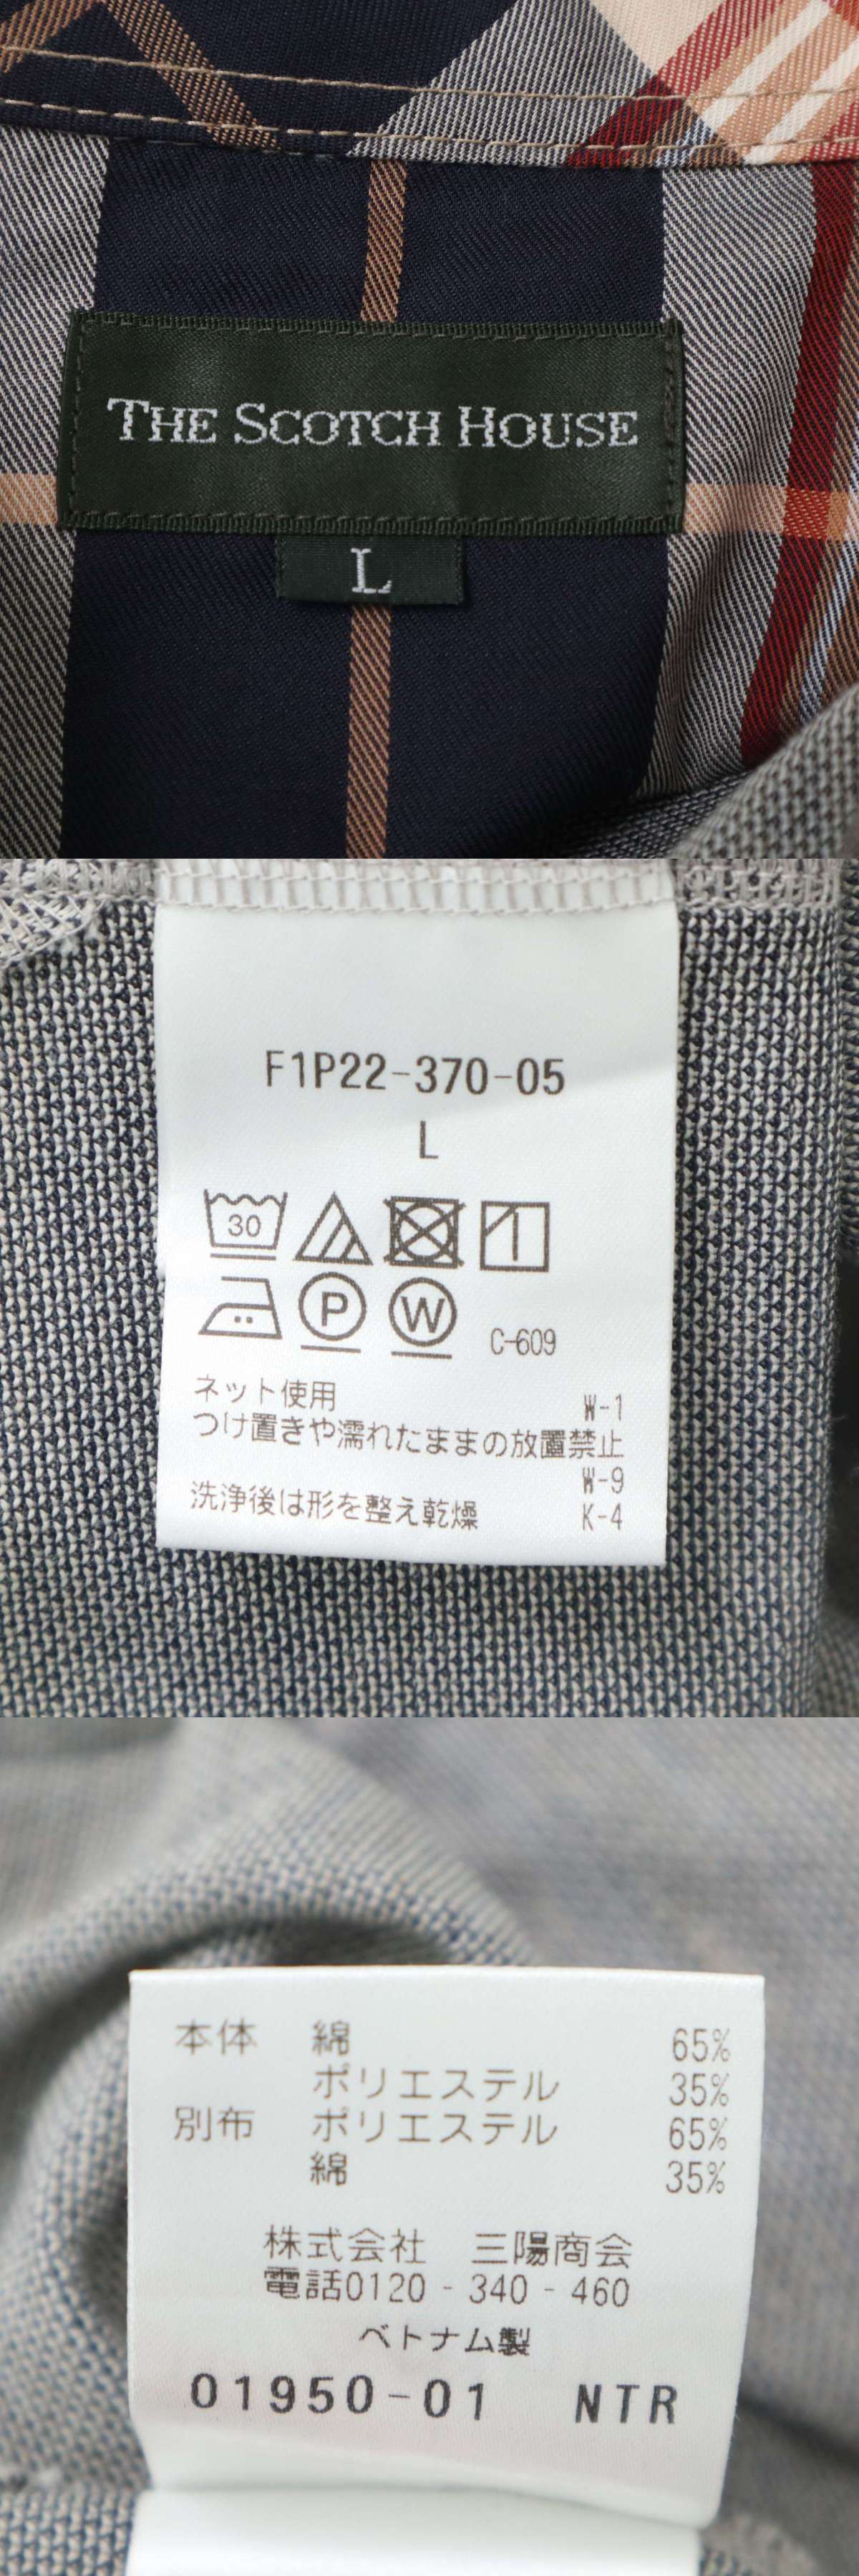 THE SCOTCH HOUSE
L
F1P22-370-05
L
30
P W C-609
ネット使用 W-1
つけ置きや濡れたままの放置禁止
W-9
洗浄後は形を整え乾燥 K-4
本体 綿 65%
ポリエステル 35%
別布 ポリエステル 65%
綿 35%
株式会社 三陽商会
電話0120-340-460
ベトナム製
01950-01 NTR